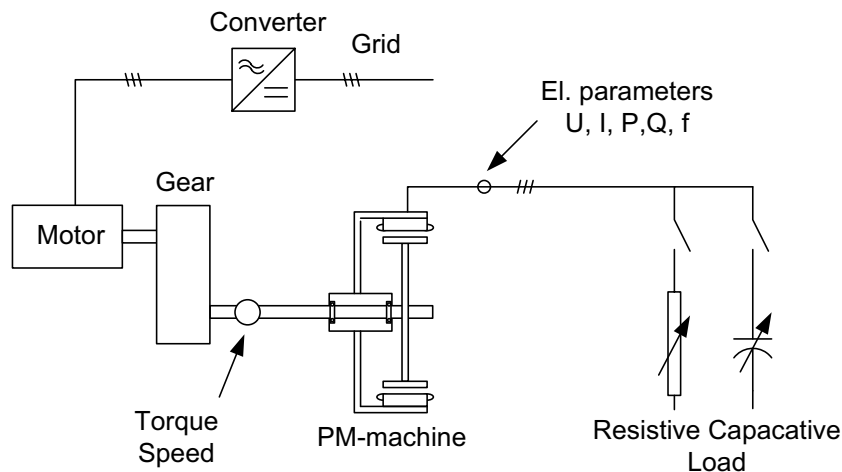 Converter
Grid
El. parameters
U, I, P,Q, f
Gear
Motor
Torque
Speed
PM-machine
Resistive Capacative
Load